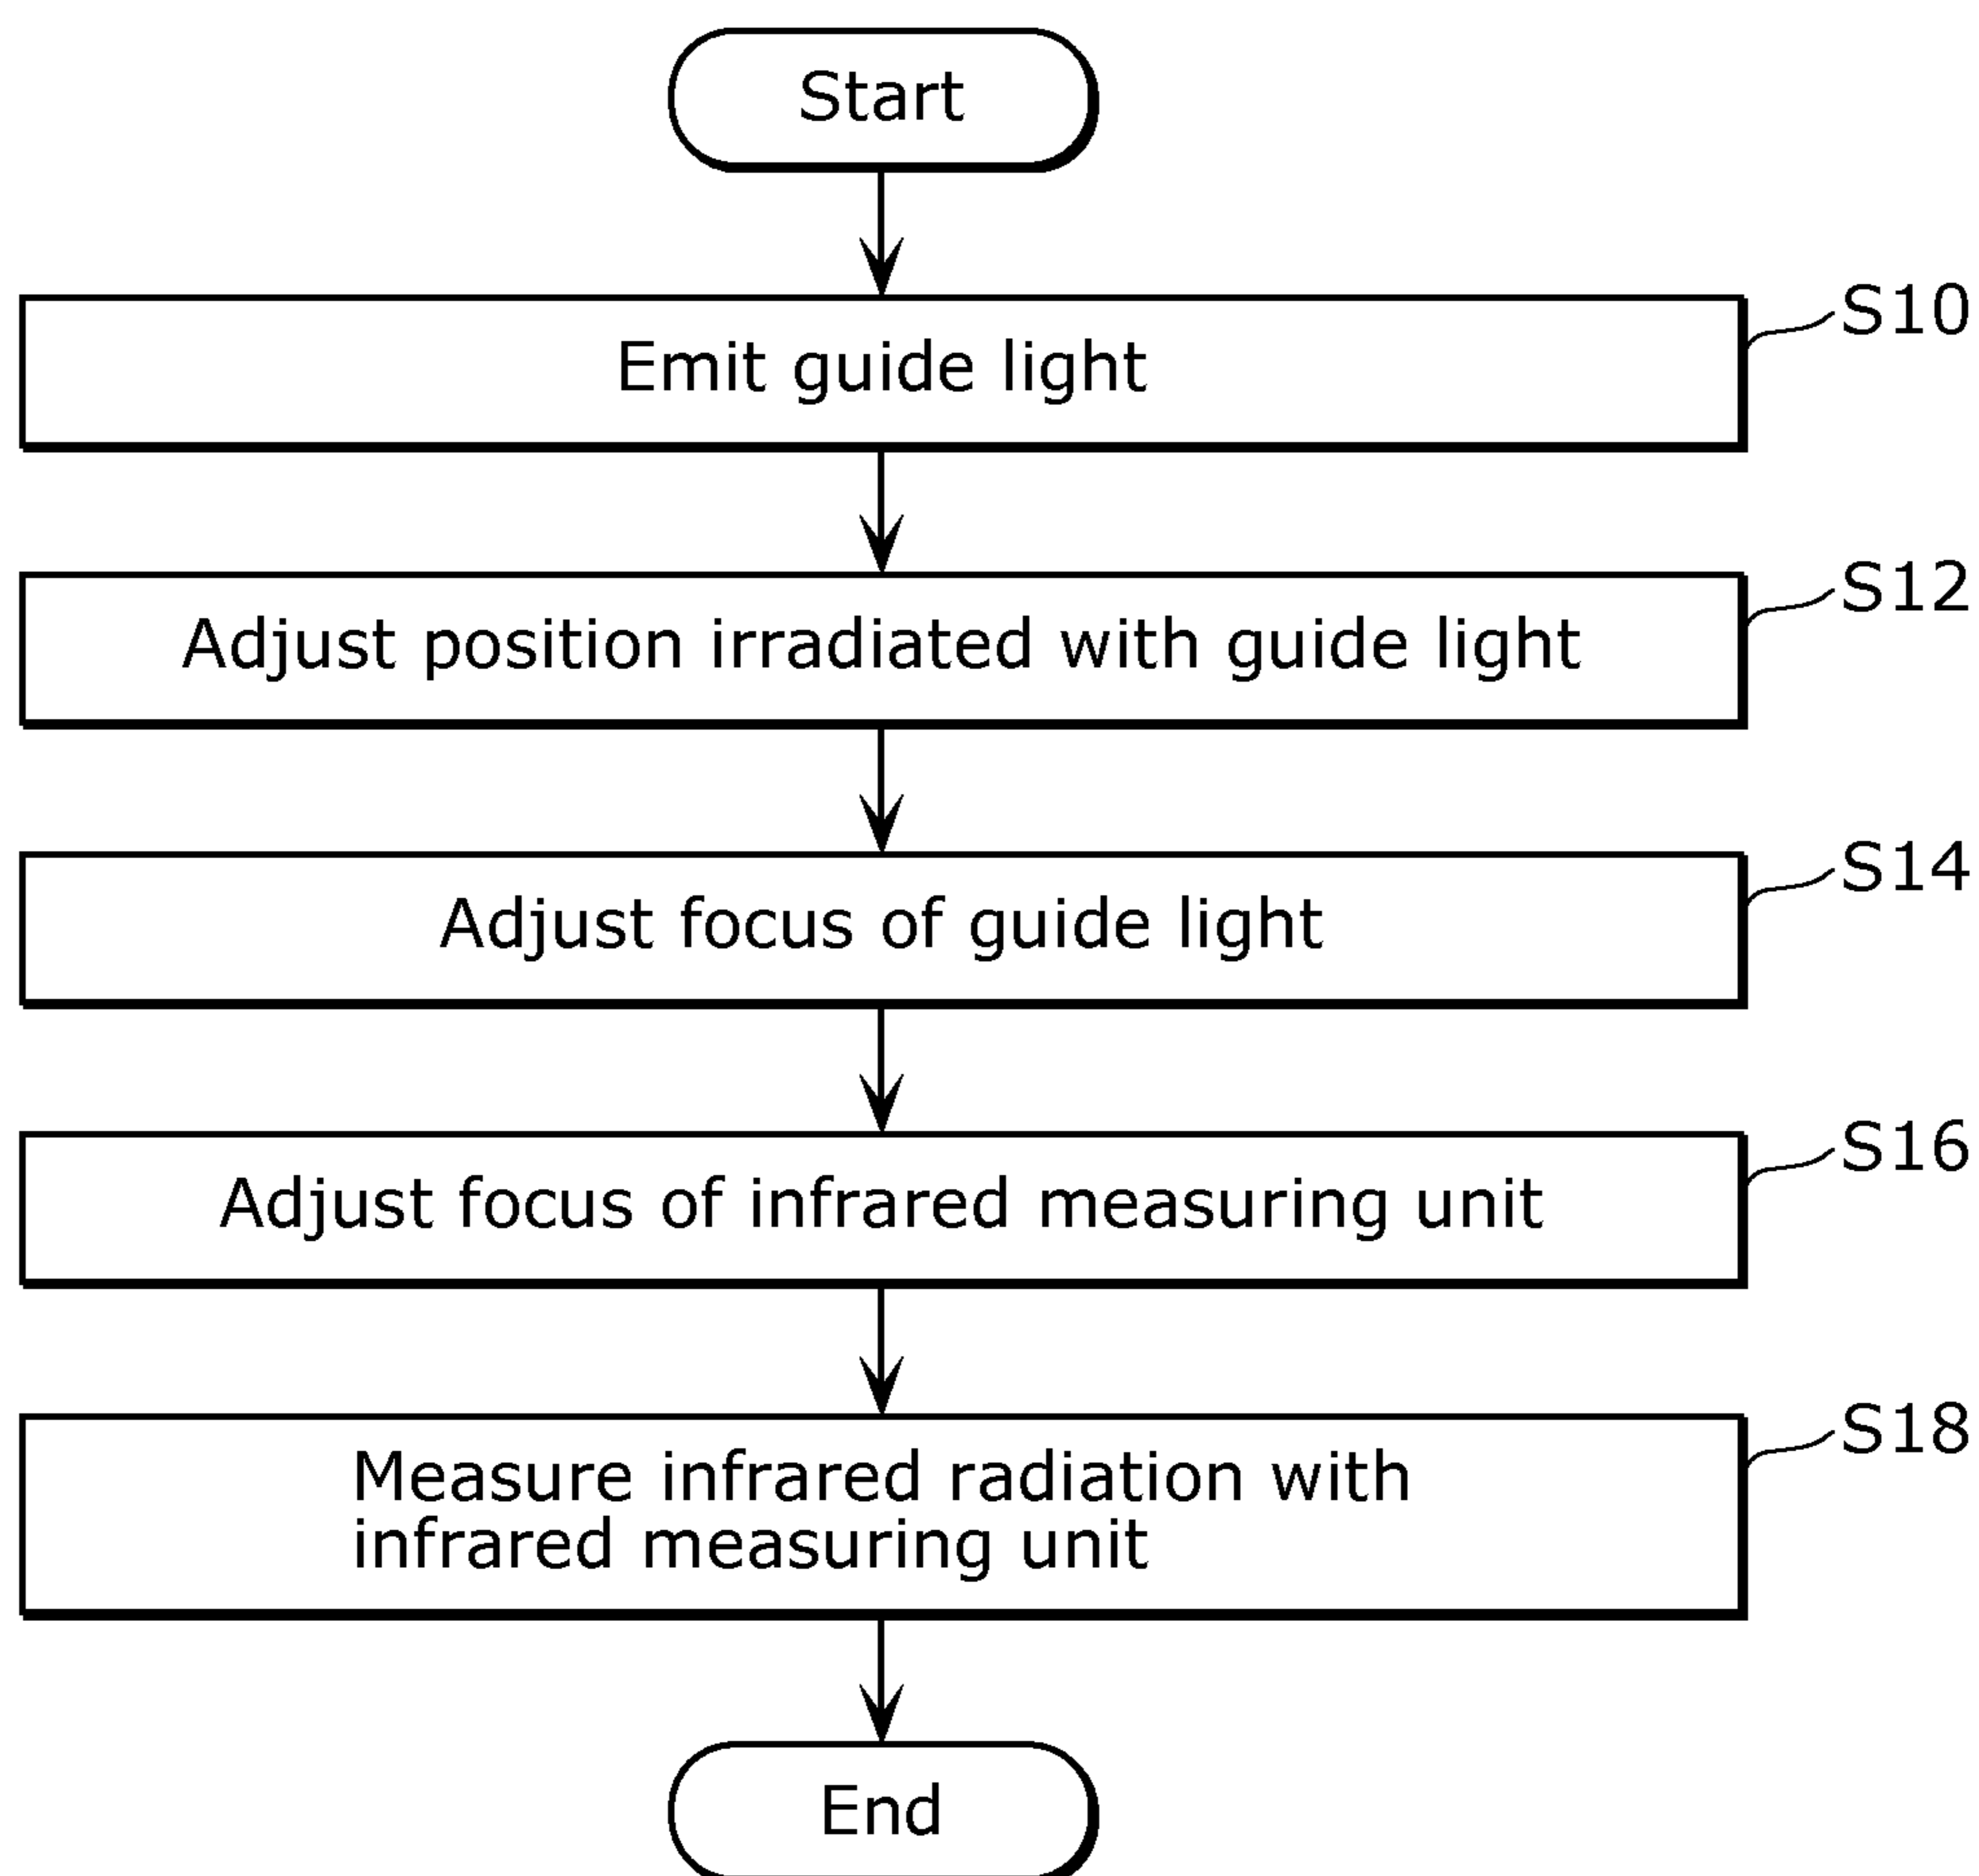 Start
Emit guide light
S10
Adjust position irradiated with guide light
S12
Adjust focus of guide light
S14
Adjust focus of infrared measuring unit
S16
Measure infrared radiation with
infrared measuring unit
S18
End